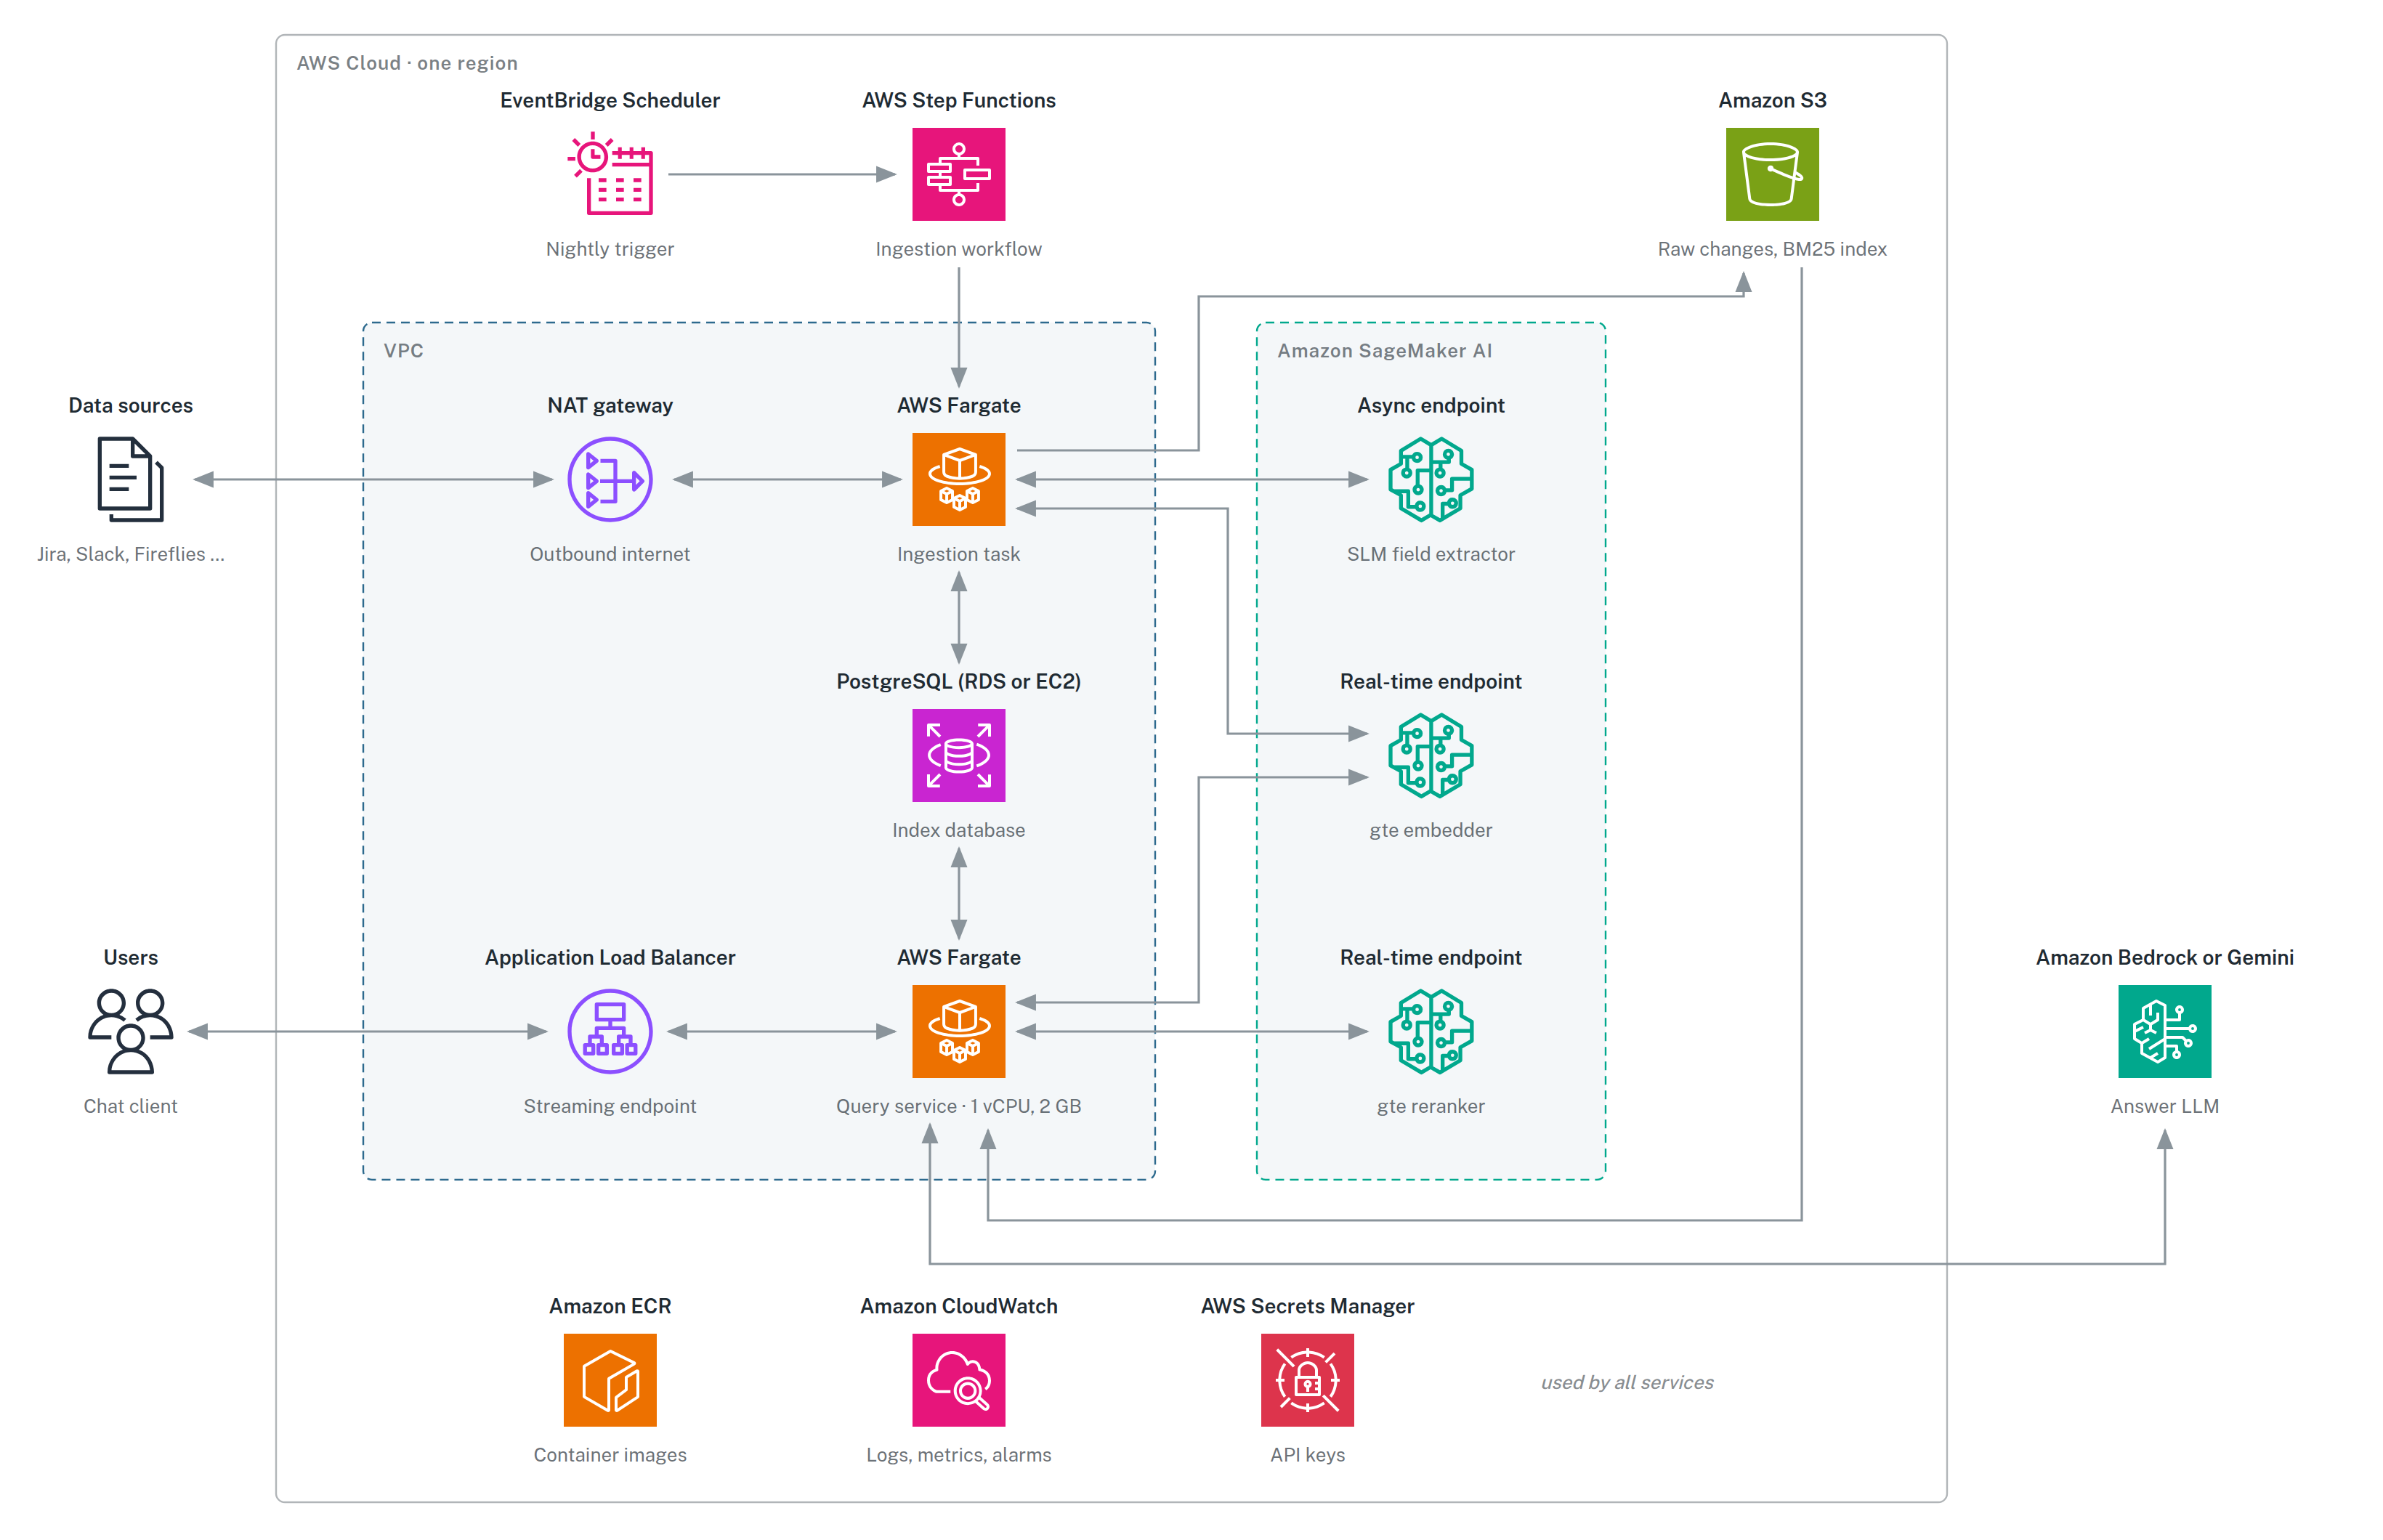 AWS Cloud · one region
EventBridge Scheduler
Nightly trigger
AWS Step Functions
Ingestion workflow
Amazon S3
Raw changes, BM25 index
VPC
Amazon SageMaker AI
Data sources
Jira, Slack, Fireflies ...
NAT gateway
Outbound internet
AWS Fargate
Ingestion task
Async endpoint
SLM field extractor
PostgreSQL (RDS or EC2)
Index database
Real-time endpoint
gte embedder
Users
Chat client
Application Load Balancer
Streaming endpoint
AWS Fargate
Query service · 1 vCPU, 2 GB
Real-time endpoint
gte reranker
Amazon Bedrock or Gemini
Answer LLM
Amazon ECR
Container images
Amazon CloudWatch
Logs, metrics, alarms
AWS Secrets Manager
API keys
used by all services